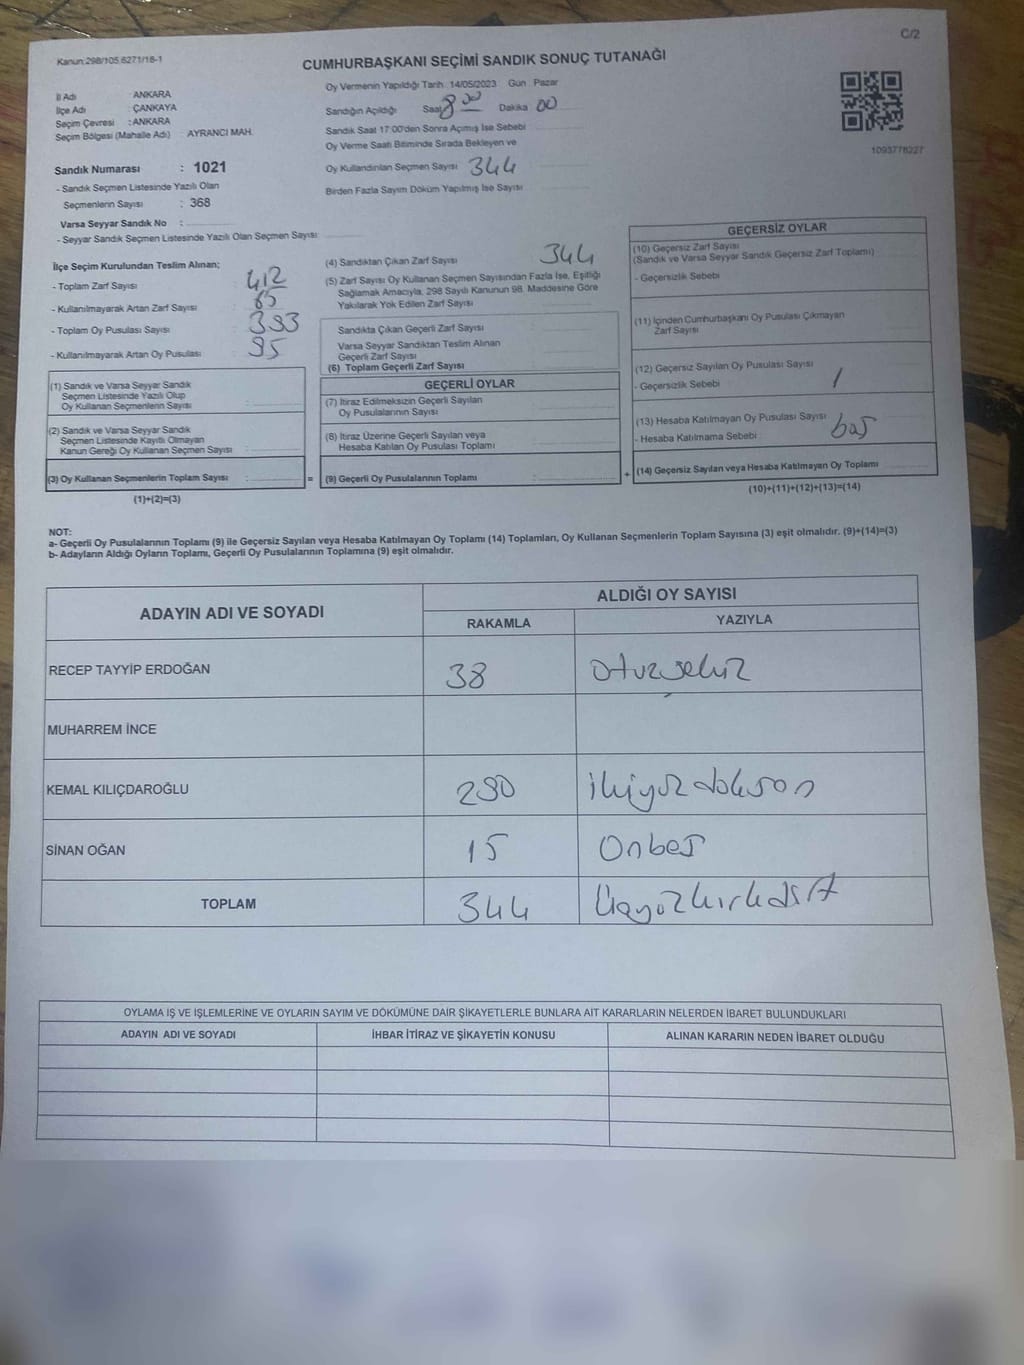 C/2
Kanun:298/105,6271/16-1
CUMHURBAŞKANI SEÇİMİ SANDIK SONUÇ TUTANAĞI
İl Adı : ANKARA
İlçe Adı : ÇANKAYA
Seçim Çevresi : ANKARA
Seçim Bölgesi (Mahalle Adı) AYRANCI MAH.
Oy Vermenin Yapıldığı Tarih 14/05/2023 Gün Pazar
Sandığın Açıldığı Saat 8 00 Dakika 00
Sandık Saat 17:00'den Sonra Açımış İse Sebebi
Oy Verme Saati Bitiminde Sırada Bekleyen ve
Oy Kullandırılan Seçmen Sayısı 344
Birden Fazla Sayım Döküm Yapılmış İse Sayısı
1093778227
Sandık Numarası : 1021
- Sandık Seçmen Listesinde Yazılı Olan
Seçmenlerin Sayısı : 368
Varsa Seyyar Sandık No :
- Seyyar Sandık Seçmen Listesinde Yazılı Olan Seçmen Sayısı:
İlçe Seçim Kurulundan Teslim Alınan;
- Toplam Zarf Sayısı : 412
- Kullanılmayarak Artan Zarf Sayısı :
- Toplam Oy Pusulası Sayısı : 393
- Kullanılmayarak Artan Oy Pusulası : 95
(1) Sandık ve Varsa Seyyar Sandık
Seçmen Listesinde Yazılı Olup
Oy Kullanan Seçmenlerin Sayısı :
(2) Sandık ve Varsa Seyyar Sandık
Seçmen Listesinde Kayıtlı Olmayan
Kanun Gereği Oy Kullanan Seçmen Sayısı :
(3) Oy Kullanan Seçmenlerin Toplam Sayısı : =
(1)+(2)=(3)
(4) Sandıktan Çıkan Zarf Sayısı 344
(5) Zarf Sayısı Oy Kullanan Seçmen Sayısından Fazla İse, Eşitliği
Sağlamak Amacıyla, 298 Sayılı Kanunun 98. Maddesine Göre
Yakılarak Yok Edilen Zarf Sayısı
Sandıkta Çıkan Geçerli Zarf Sayısı
Varsa Seyyar Sandıktan Teslim Alınan
Geçerli Zarf Sayısı
(6) Toplam Geçerli Zarf Sayısı
GEÇERLİ OYLAR
(7) İtiraz Edilmeksizin Geçerli Sayılan
Oy Pusulalarının Sayısı :
(8) İtiraz Üzerine Geçerli Sayılan veya
Hesaba Katılan Oy Pusulası Toplamı :
(9) Geçerli Oy Pusulalarının Toplamı : +
GEÇERSİZ OYLAR
(10) Geçersiz Zarf Sayısı
(Sandık ve Varsa Seyyar Sandık Geçersiz Zarf Toplamı)
- Geçersizlik Sebebi
(11) İçinden Cumhurbaşkanı Oy Pusulası Çıkmayan
Zarf Sayısı
(12) Geçersiz Sayılan Oy Pusulası Sayısı
- Geçersizlik Sebebi 1
(13) Hesaba Katılmayan Oy Pusulası Sayısı
- Hesaba Katılmama Sebebi : boş
(14) Geçersiz Sayılan veya Hesaba Katılmayan Oy Toplamı
(10)+(11)+(12)+(13)=(14)
NOT:
a- Geçerli Oy Pusulalarının Toplamı (9) ile Geçersiz Sayılan veya Hesaba Katılmayan Oy Toplamı (14) Toplamları, Oy Kullanan Seçmenlerin Toplam Sayısına (3) eşit olmalıdır. (9)+(14)=(3)
b- Adayların Aldığı Oyların Toplamı, Geçerli Oy Pusulalarının Toplamına (9) eşit olmalıdır.
ADAYIN ADI VE SOYADI
ALDIĞI OY SAYISI
RAKAMLA YAZIYLA
RECEP TAYYİP ERDOĞAN 38 otuzsekiz
MUHARREM İNCE
KEMAL KILIÇDAROĞLU 290 ikiyüzdoksan
SİNAN OĞAN 15 Onbeş
TOPLAM 344 Üçyüzkırkdört
OYLAMA İŞ VE İŞLEMLERİNE VE OYLARIN SAYIM VE DÖKÜMÜNE DAİR ŞİKAYETLERLE BUNLARA AİT KARARLARIN NELERDEN İBARET BULUNDUKLARI
ADAYIN ADI VE SOYADI İHBAR İTİRAZ VE ŞİKAYETİN KONUSU ALINAN KARARIN NEDEN İBARET OLDUĞU